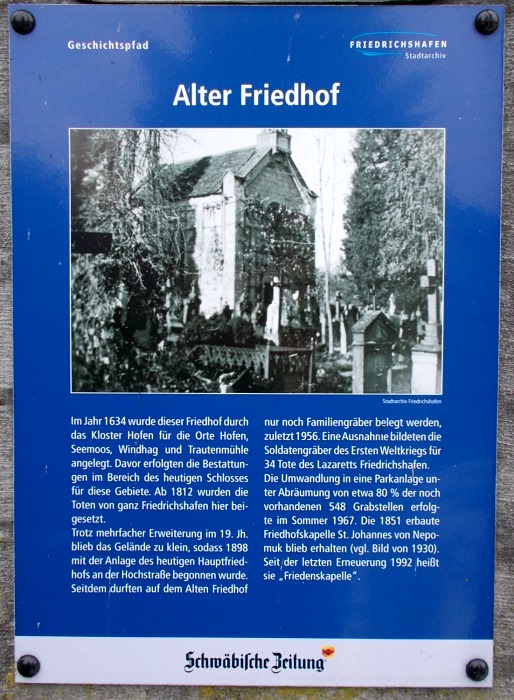 Geschichtspfad
FRIEDRICHSHAFEN
Stadtarchiv
Alter Friedhof
Stadtarchiv Friedrichshafen
Im Jahr 1634 wurde dieser Friedhof durch
das Kloster Hofen für die Orte Hofen,
Seemoos, Windhag und Trautenmühle
angelegt. Davor erfolgten die Bestattun-
gen im Bereich des heutigen Schlosses
für diese Gebiete. Ab 1812 wurden die
Toten von ganz Friedrichshafen hier bei-
gesetzt.
Trotz mehrfacher Erweiterung im 19. Jh.
blieb das Gelände zu klein, sodass 1898
mit der Anlage des heutigen Hauptfried-
hofs an der Hochstraße begonnen wurde.
Seitdem durften auf dem Alten Friedhof
nur noch Familiengräber belegt werden,
zuletzt 1956. Eine Ausnahme bildeten die
Soldatengräber des Ersten Weltkriegs für
34 Tote des Lazaretts Friedrichshafen.
Die Umwandlung in eine Parkanlage un-
ter Abräumung von etwa 80 % der noch
vorhandenen 548 Grabstellen erfolg-
te im Sommer 1967. Die 1851 erbaute
Friedhofskapelle St. Johannes von Nepo-
muk blieb erhalten (vgl. Bild von 1930).
Seit der letzten Erneuerung 1992 heißt
sie „Friedenskapelle“.
Schwäbische Zeitung